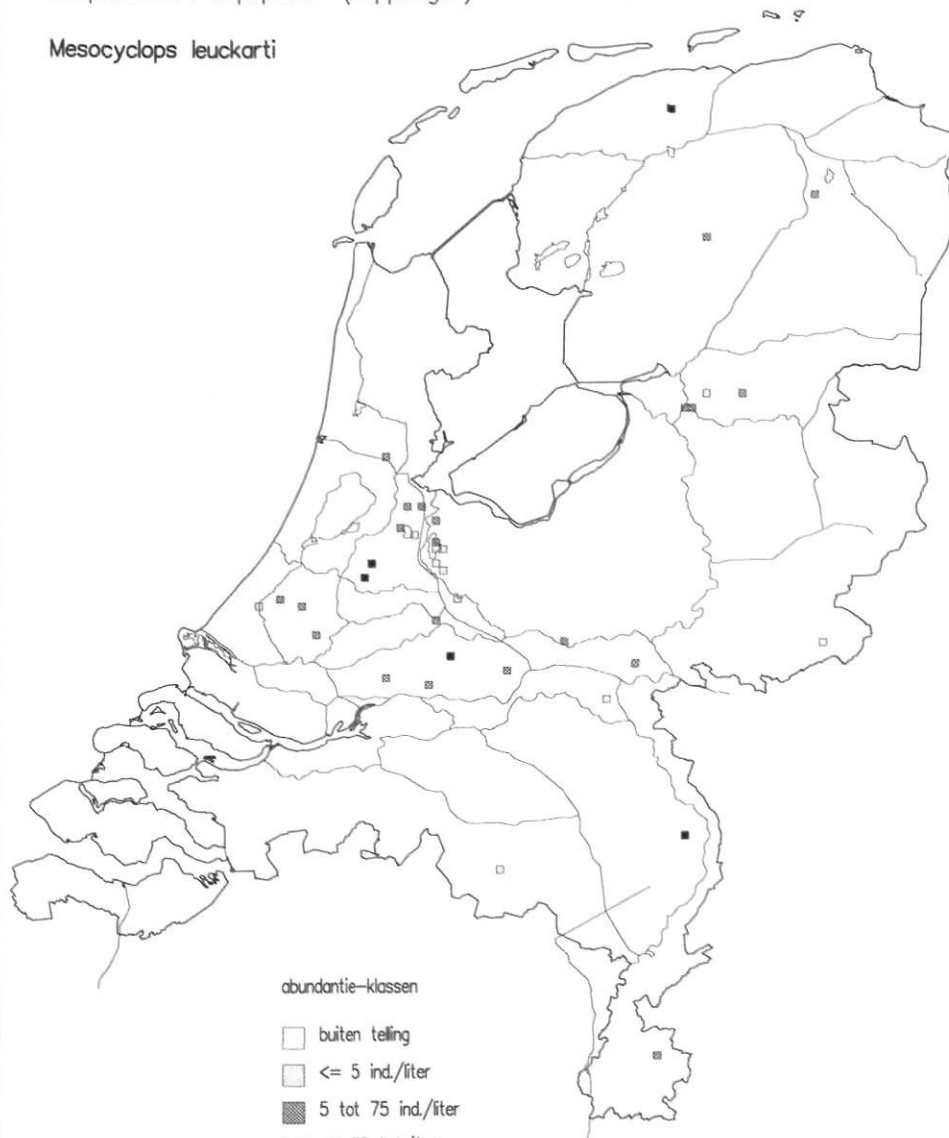 Mesocyclops leuckarti
abundantie-klassen
buiten telling
<= 5 ind./liter
5 tot 75 ind./liter